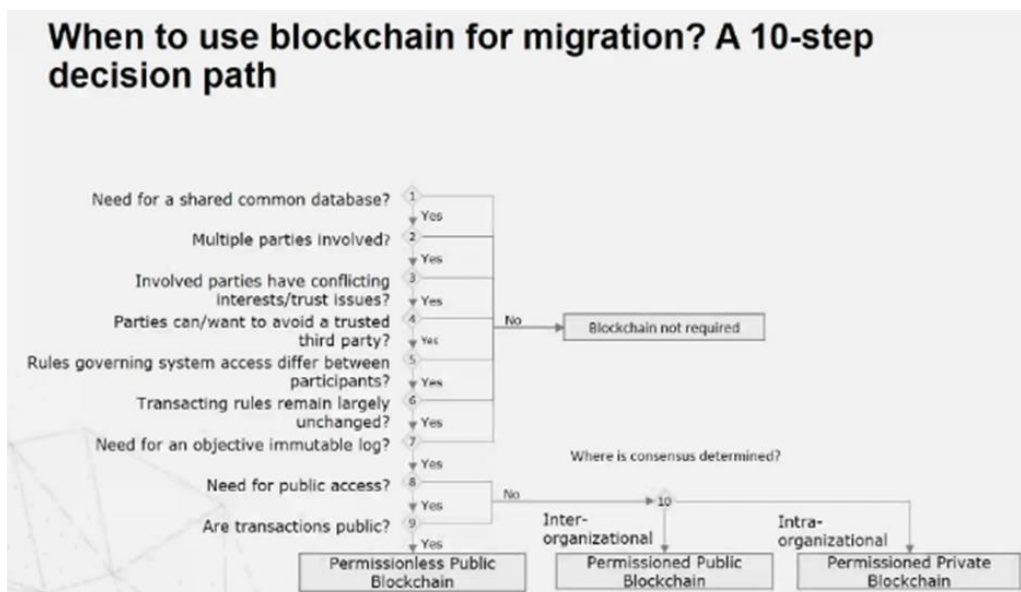 When to use blockchain for migration? A 10-step
decision path
Need for a shared common database?
1
Yes
Multiple parties involved?
2
Yes
Involved parties have conflicting
interests/trust issues?
3
Yes
Parties can/want to avoid a trusted
third party?
4
Yes
No
Blockchain not required
Rules governing system access differ between
participants?
5
Yes
Transacting rules remain largely
unchanged?
6
Yes
Need for an objective immutable log?
7
Yes
Where is consensus determined?
Need for public access?
8
Yes
No
10
Are transactions public?
9
Yes
Inter-
organizational
Intra-
organizational
Permissionless Public
Blockchain
Permissioned Public
Blockchain
Permissioned Private
Blockchain